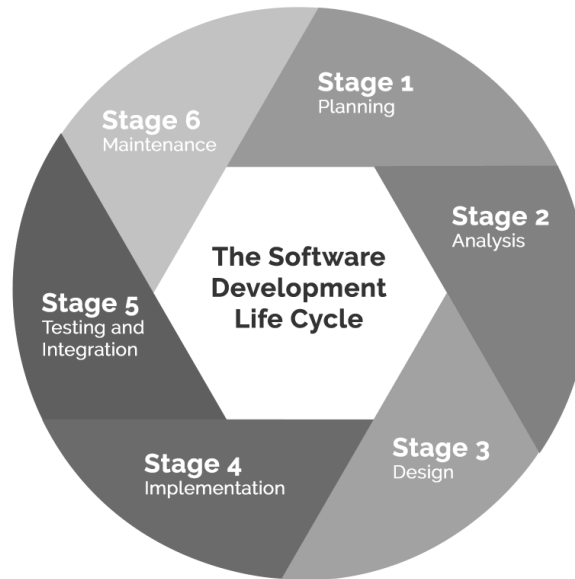 Stage 1
Planning
Stage 2
Analysis
Stage 3
Design
Stage 4
Implementation
Stage 5
Testing and
Integration
Stage 6
Maintenance
The Software
Development
Life Cycle